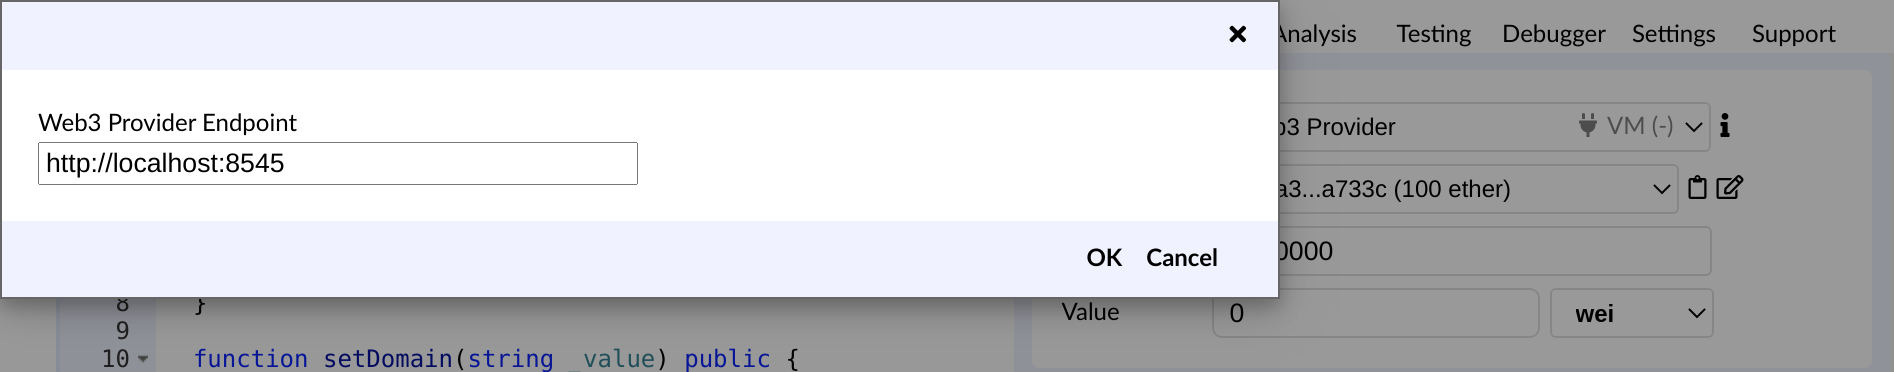 Web3 Provider Endpoint
http://localhost:8545
OK Cancel
Analysis Testing Debugger Settings Support
b3 Provider VM (-)
a3...a733c (100 ether)
0000
Value 0 wei
8 }
9
10 function setDomain(string _value) public {